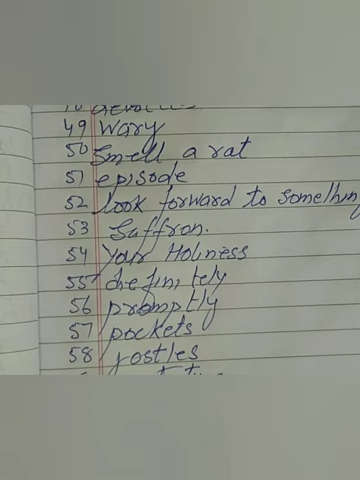 49 Wary
50 Smell a rat
51 episode
52 look forward to somethin
53 Saffron.
54 Your Holiness
55 definitely
56 promptly
57 pockets
58 jostles